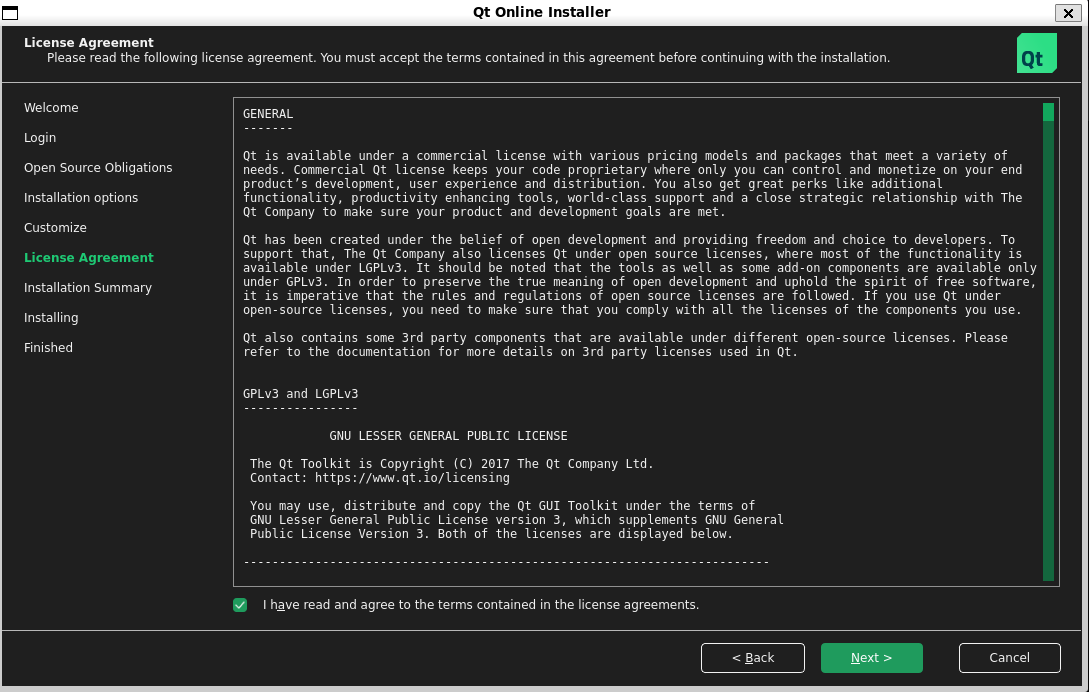 Qt Online Installer
License Agreement
Please read the following license agreement. You must accept the terms contained in this agreement before continuing with the installation.
Qt
Welcome
Login
Open Source Obligations
Installation options
Customize
License Agreement
Installation Summary
Installing
Finished
GENERAL
-------
Qt is available under a commercial license with various pricing models and packages that meet a variety of
needs. Commercial Qt license keeps your code proprietary where only you can control and monetize on your end
product’s development, user experience and distribution. You also get great perks like additional
functionality, productivity enhancing tools, world-class support and a close strategic relationship with The
Qt Company to make sure your product and development goals are met.
Qt has been created under the belief of open development and providing freedom and choice to developers. To
support that, The Qt Company also licenses Qt under open source licenses, where most of the functionality is
available under LGPLv3. It should be noted that the tools as well as some add-on components are available only
under GPLv3. In order to preserve the true meaning of open development and uphold the spirit of free software,
it is imperative that the rules and regulations of open source licenses are followed. If you use Qt under
open-source licenses, you need to make sure that you comply with all the licenses of the components you use.
Qt also contains some 3rd party components that are available under different open-source licenses. Please
refer to the documentation for more details on 3rd party licenses used in Qt.
GPLv3 and LGPLv3
----------------
GNU LESSER GENERAL PUBLIC LICENSE
The Qt Toolkit is Copyright (C) 2017 The Qt Company Ltd.
Contact: https://www.qt.io/licensing
You may use, distribute and copy the Qt GUI Toolkit under the terms of
GNU Lesser General Public License version 3, which supplements GNU General
Public License Version 3. Both of the licenses are displayed below.
-------------------------------------------------------------------------
I have read and agree to the terms contained in the license agreements.
< Back
Next >
Cancel